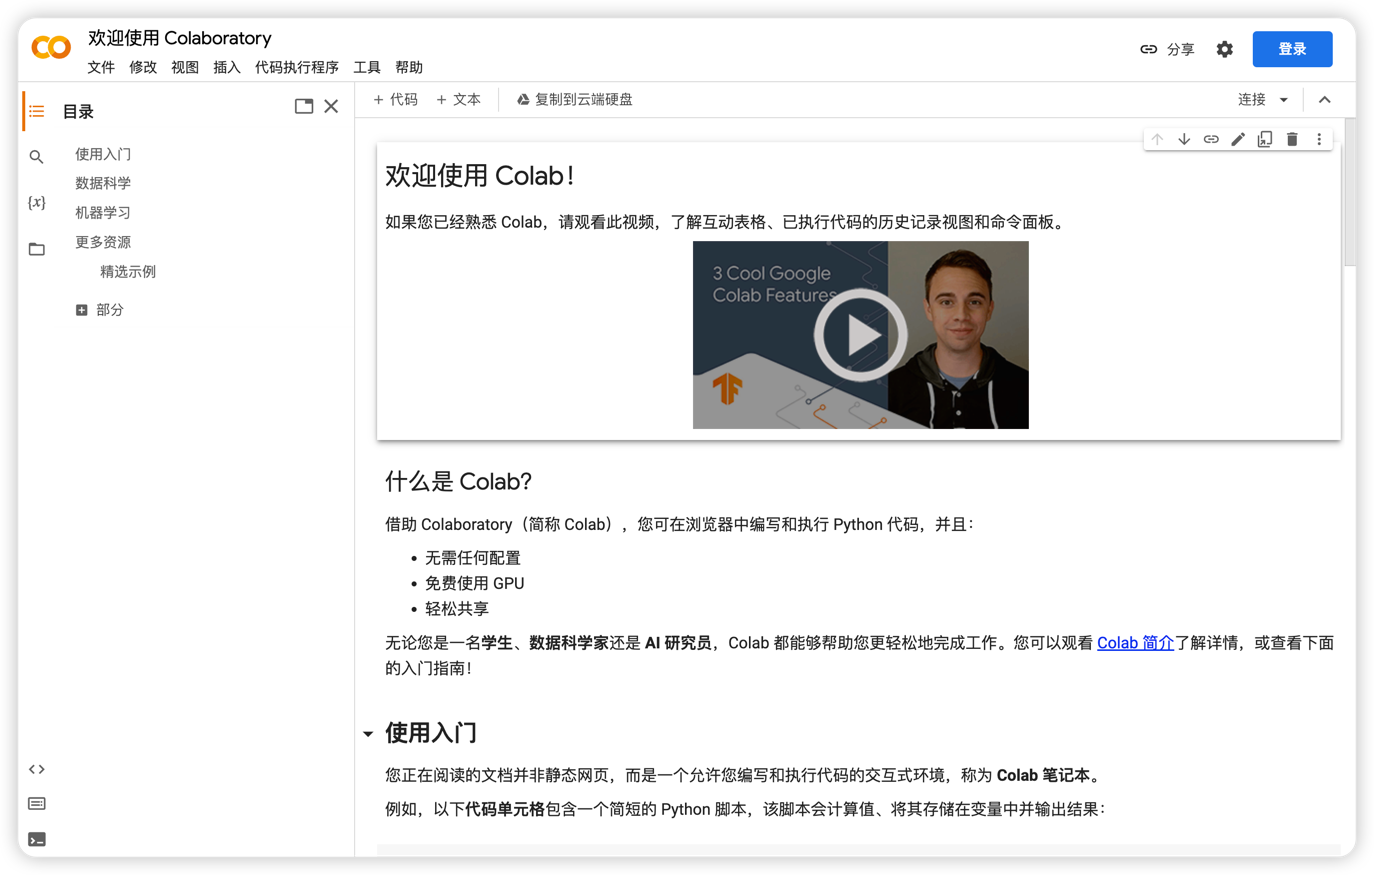 欢迎使用 Colaboratory
文件 修改 视图 插入 代码执行程序 工具 帮助
分享
登录
目录
使用入门
数据科学
机器学习
更多资源
精选示例
部分
+ 代码 + 文本 复制到云端硬盘
连接
欢迎使用 Colab！
如果您已经熟悉 Colab，请观看此视频，了解互动表格、已执行代码的历史记录视图和命令面板。
3 Cool Google
Colab Features
什么是 Colab？
借助 Colaboratory（简称 Colab），您可在浏览器中编写和执行 Python 代码，并且：
• 无需任何配置
• 免费使用 GPU
• 轻松共享
无论您是一名学生、数据科学家还是 AI 研究员，Colab 都能够帮助您更轻松地完成工作。您可以观看 Colab 简介了解详情，或查看下面
的入门指南！
使用入门
您正在阅读的文档并非静态网页，而是一个允许您编写和执行代码的交互式环境，称为 Colab 笔记本。
例如，以下代码单元格包含一个简短的 Python 脚本，该脚本会计算值、将其存储在变量中并输出结果：